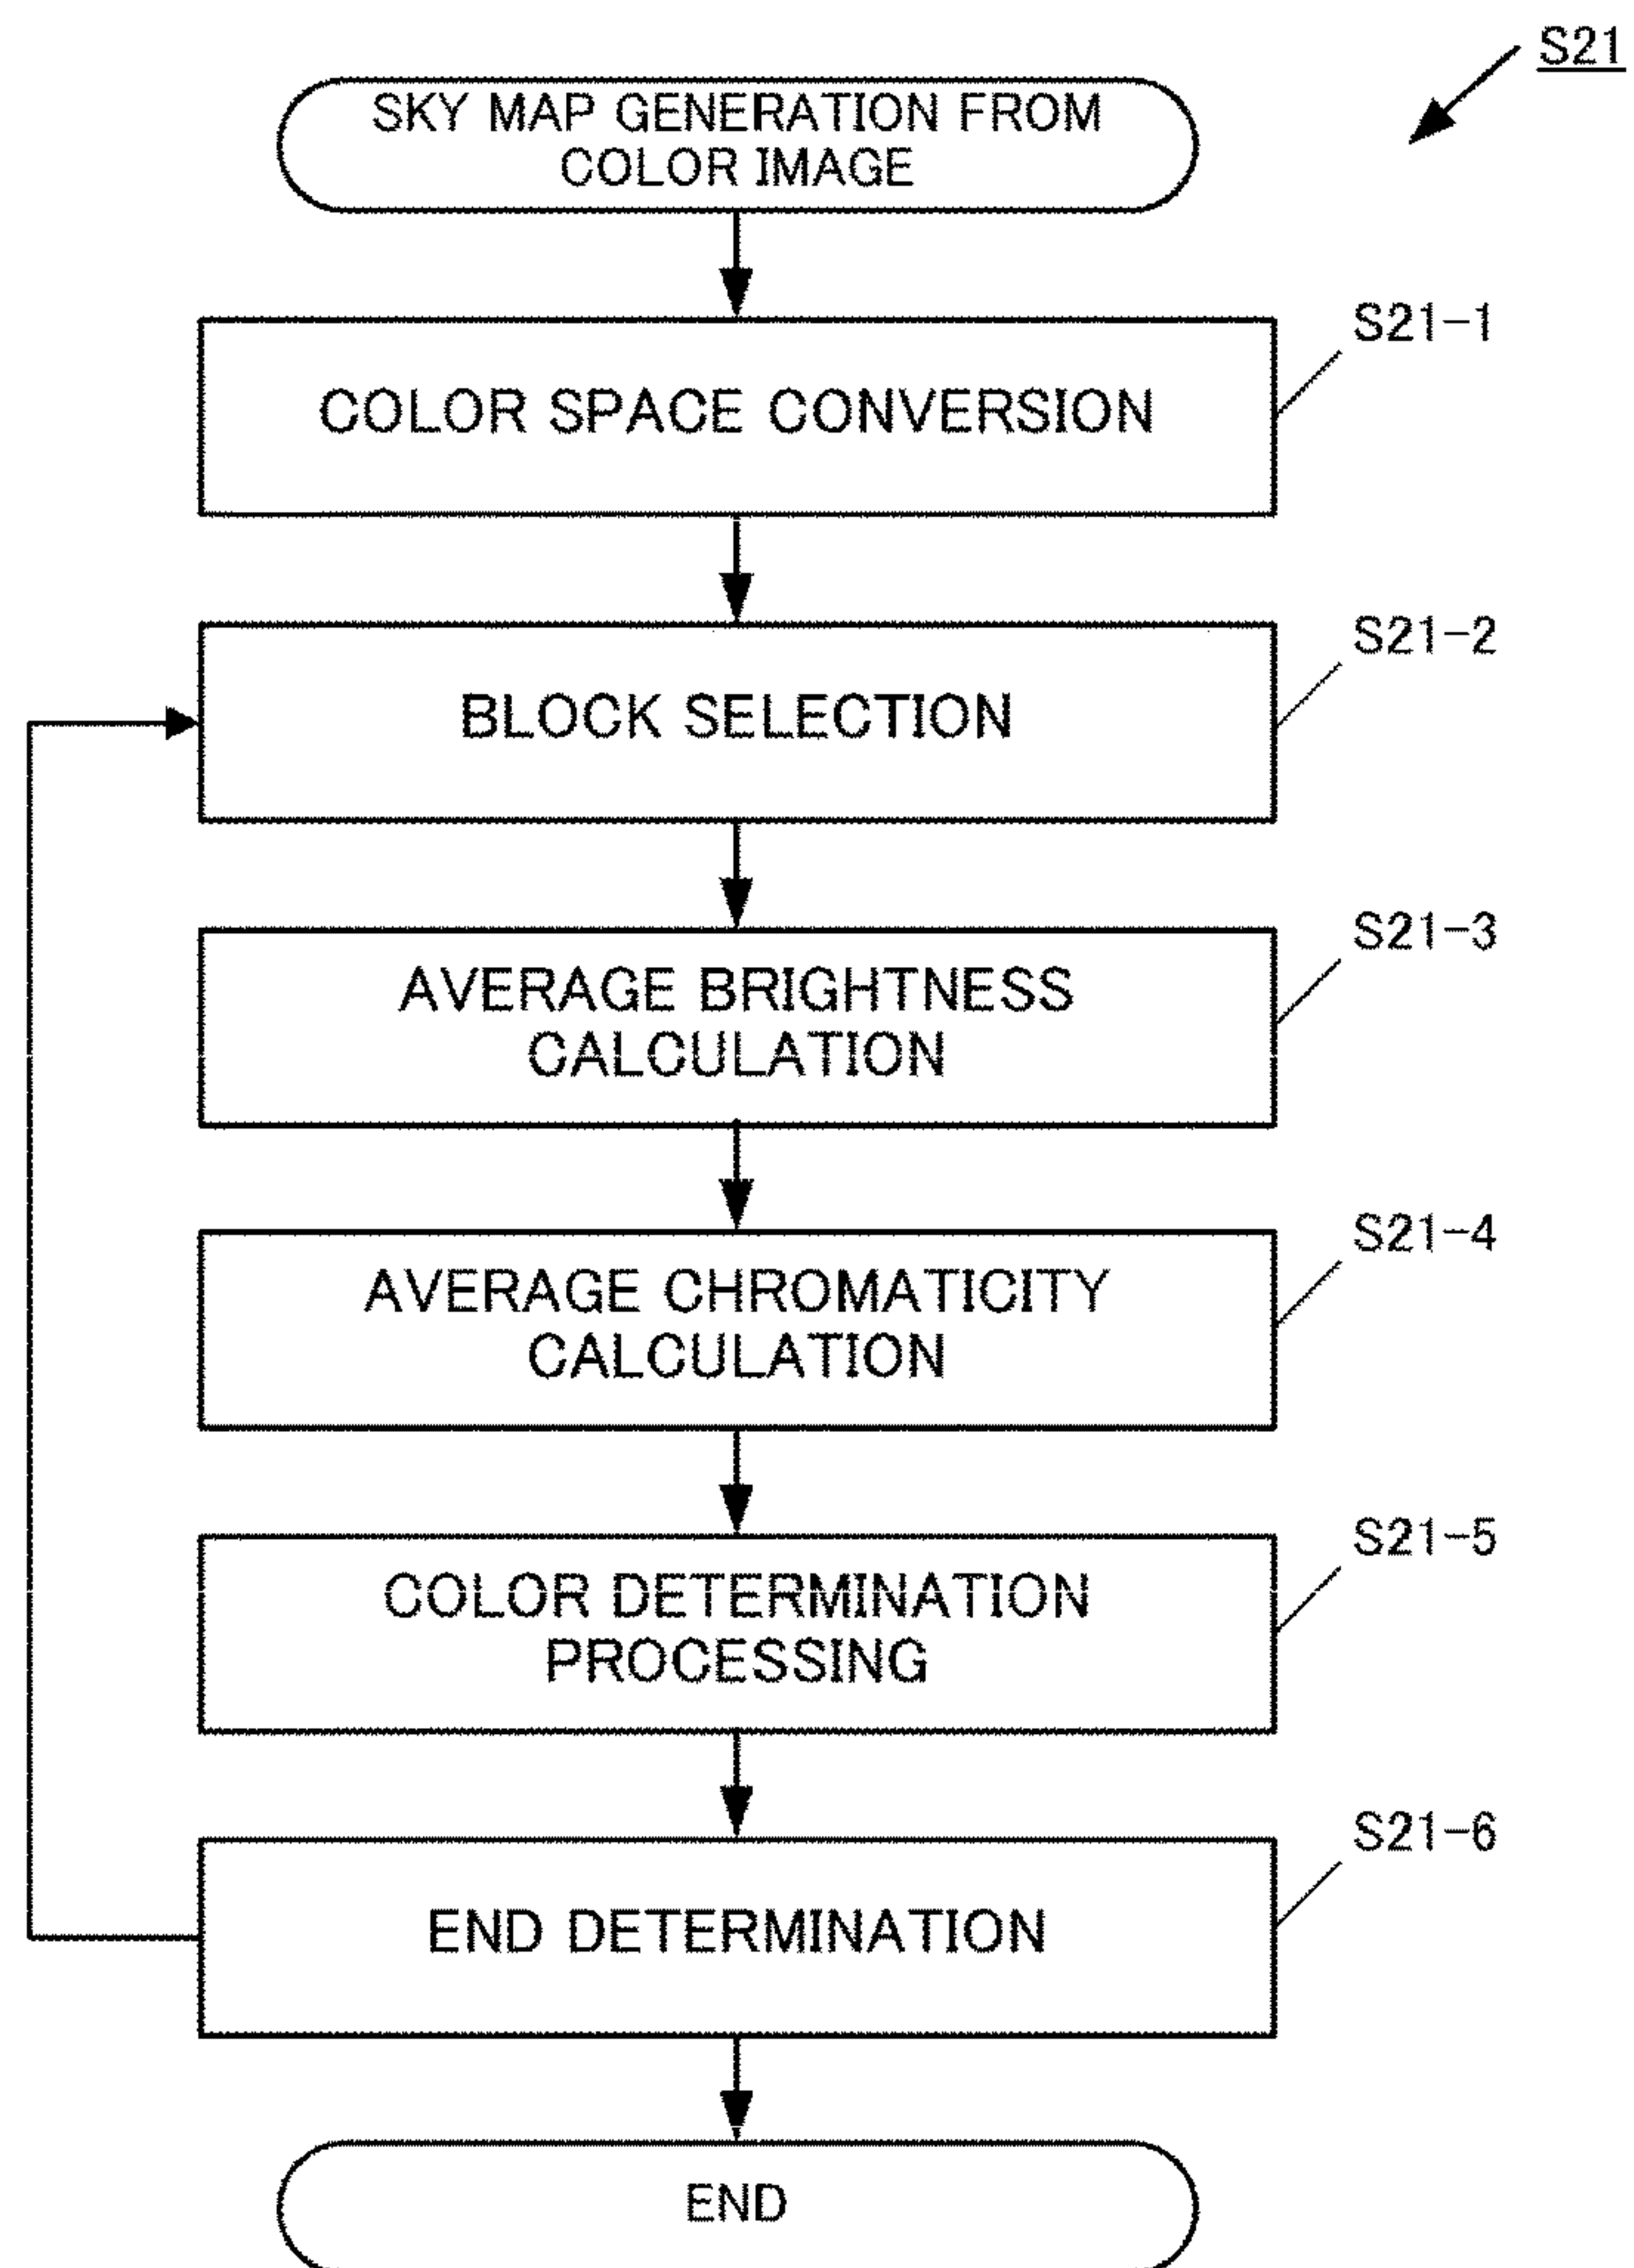 S21
SKY MAP GENERATION FROM
COLOR IMAGE
S21-1
COLOR SPACE CONVERSION
S21-2
BLOCK SELECTION
S21-3
AVERAGE BRIGHTNESS
CALCULATION
S21-4
AVERAGE CHROMATICITY
CALCULATION
S21-5
COLOR DETERMINATION
PROCESSING
S21-6
END DETERMINATION
END